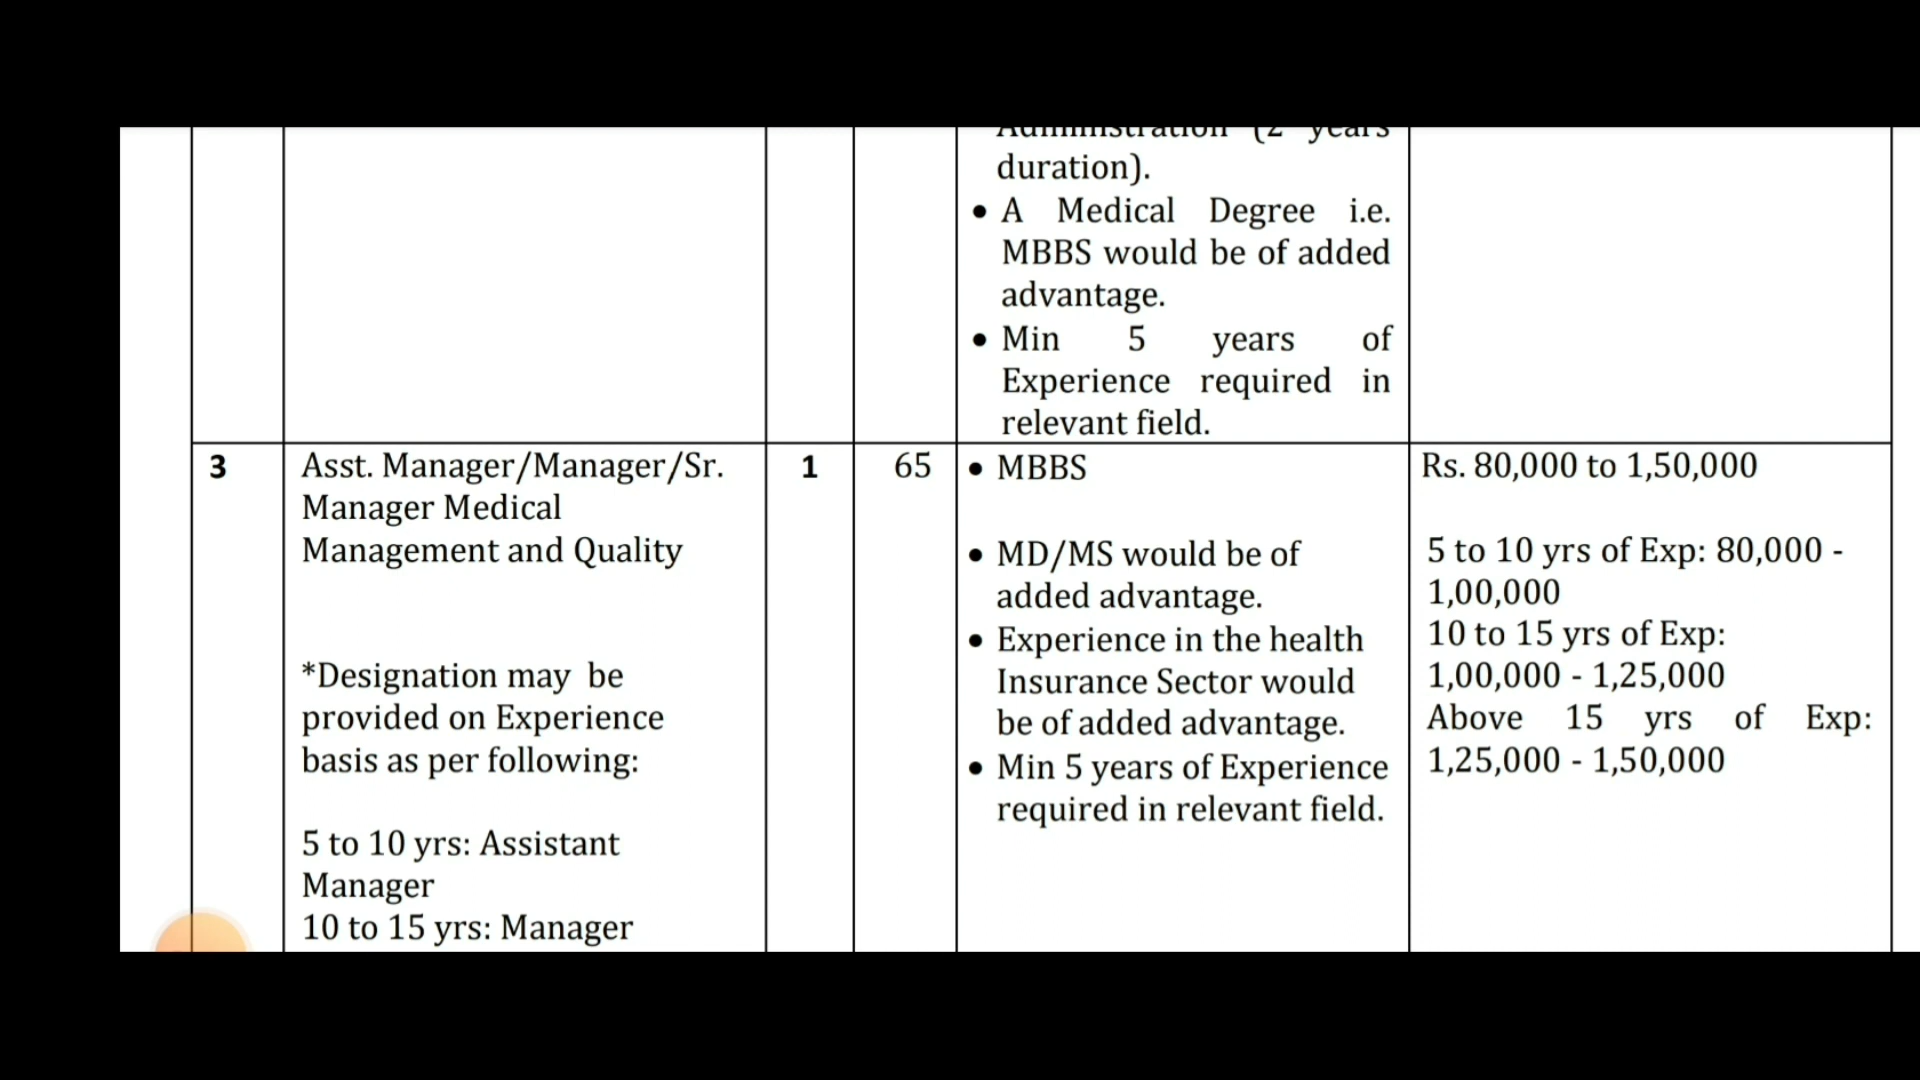 Administration (2 years
duration).
• A Medical Degree i.e.
MBBS would be of added
advantage.
• Min 5 years of
Experience required in
relevant field.
3
Asst. Manager/Manager/Sr.
Manager Medical
Management and Quality
*Designation may be
provided on Experience
basis as per following:
5 to 10 yrs: Assistant
Manager
10 to 15 yrs: Manager
1
65
• MBBS
• MD/MS would be of
added advantage.
• Experience in the health
Insurance Sector would
be of added advantage.
• Min 5 years of Experience
required in relevant field.
Rs. 80,000 to 1,50,000
5 to 10 yrs of Exp: 80,000 -
1,00,000
10 to 15 yrs of Exp:
1,00,000 - 1,25,000
Above 15 yrs of Exp:
1,25,000 - 1,50,000